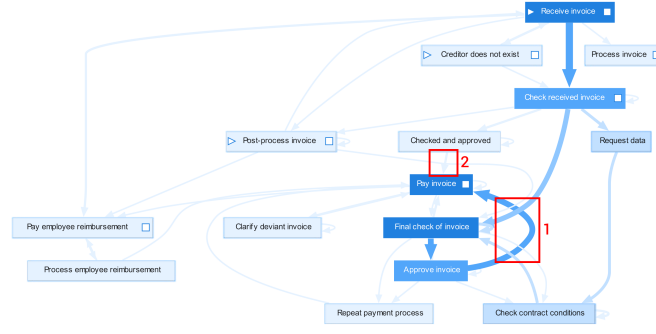 Receive invoice
Creditor does not exist
Process invoice
Check received invoice
Post-process invoice
Checked and approved
Request data
2
Pay invoice
1
Pay employee reimbursement
Clarify deviant invoice
Final check of invoice
Process employee reimbursement
Approve invoice
Repeat payment process
Check contract conditions